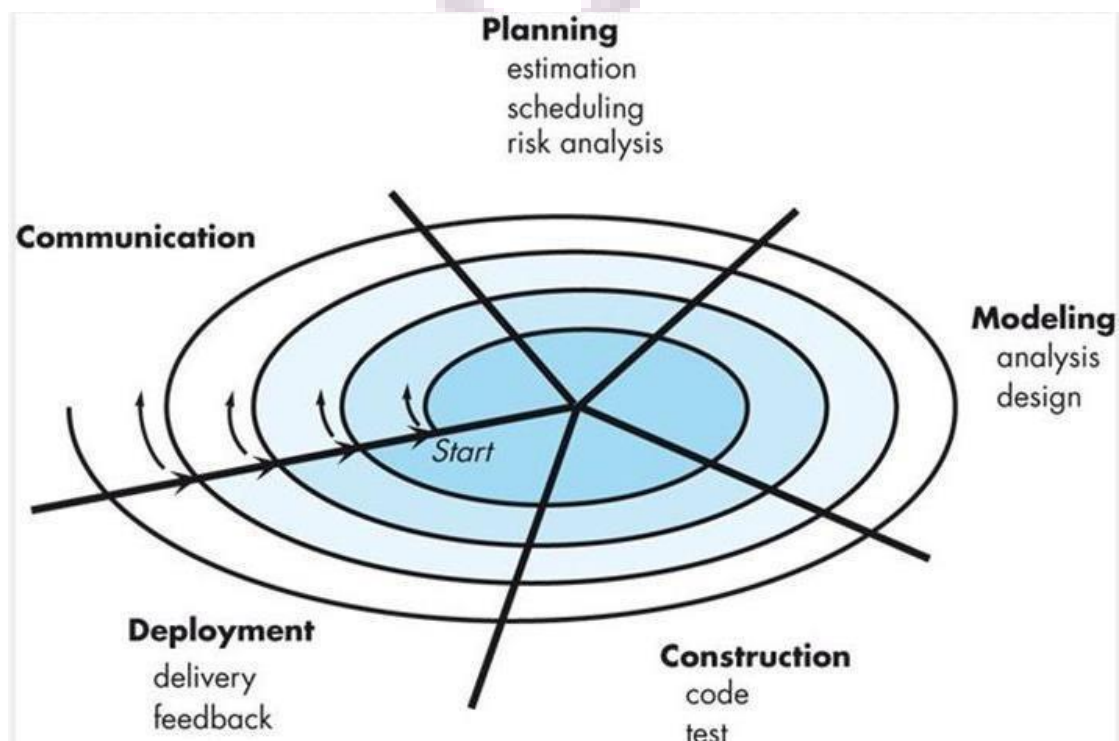 Planning
estimation
scheduling
risk analysis
Communication
Modeling
analysis
design
Start
Deployment
delivery
feedback
Construction
code
test